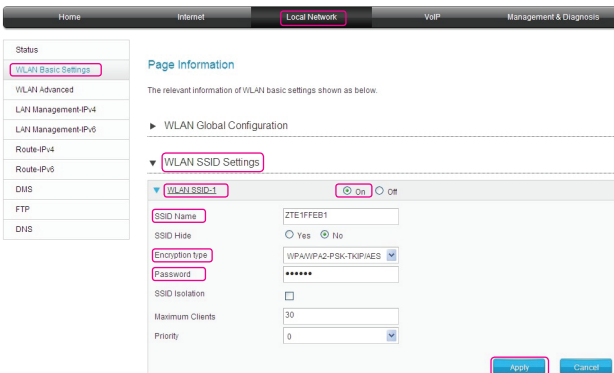 Home Internet Local Network VoIP Management & Diagnosis
Status
WLAN Basic Settings
WLAN Advanced
LAN Management-IPv4
LAN Management-IPv6
Route-IPv4
Route-IPv6
DMS
FTP
DNS
Page Information
The relevant information of WLAN basic settings shown as below.
WLAN Global Configuration
WLAN SSID Settings
WLAN SSID-1 On Off
SSID Name ZTE1FFEB1
SSID Hide Yes No
Encryption type WPA/WPA2-PSK-TKIP/AES
Password ••••••
SSID Isolation
Maximum Clients 30
Priority 0
Apply Cancel